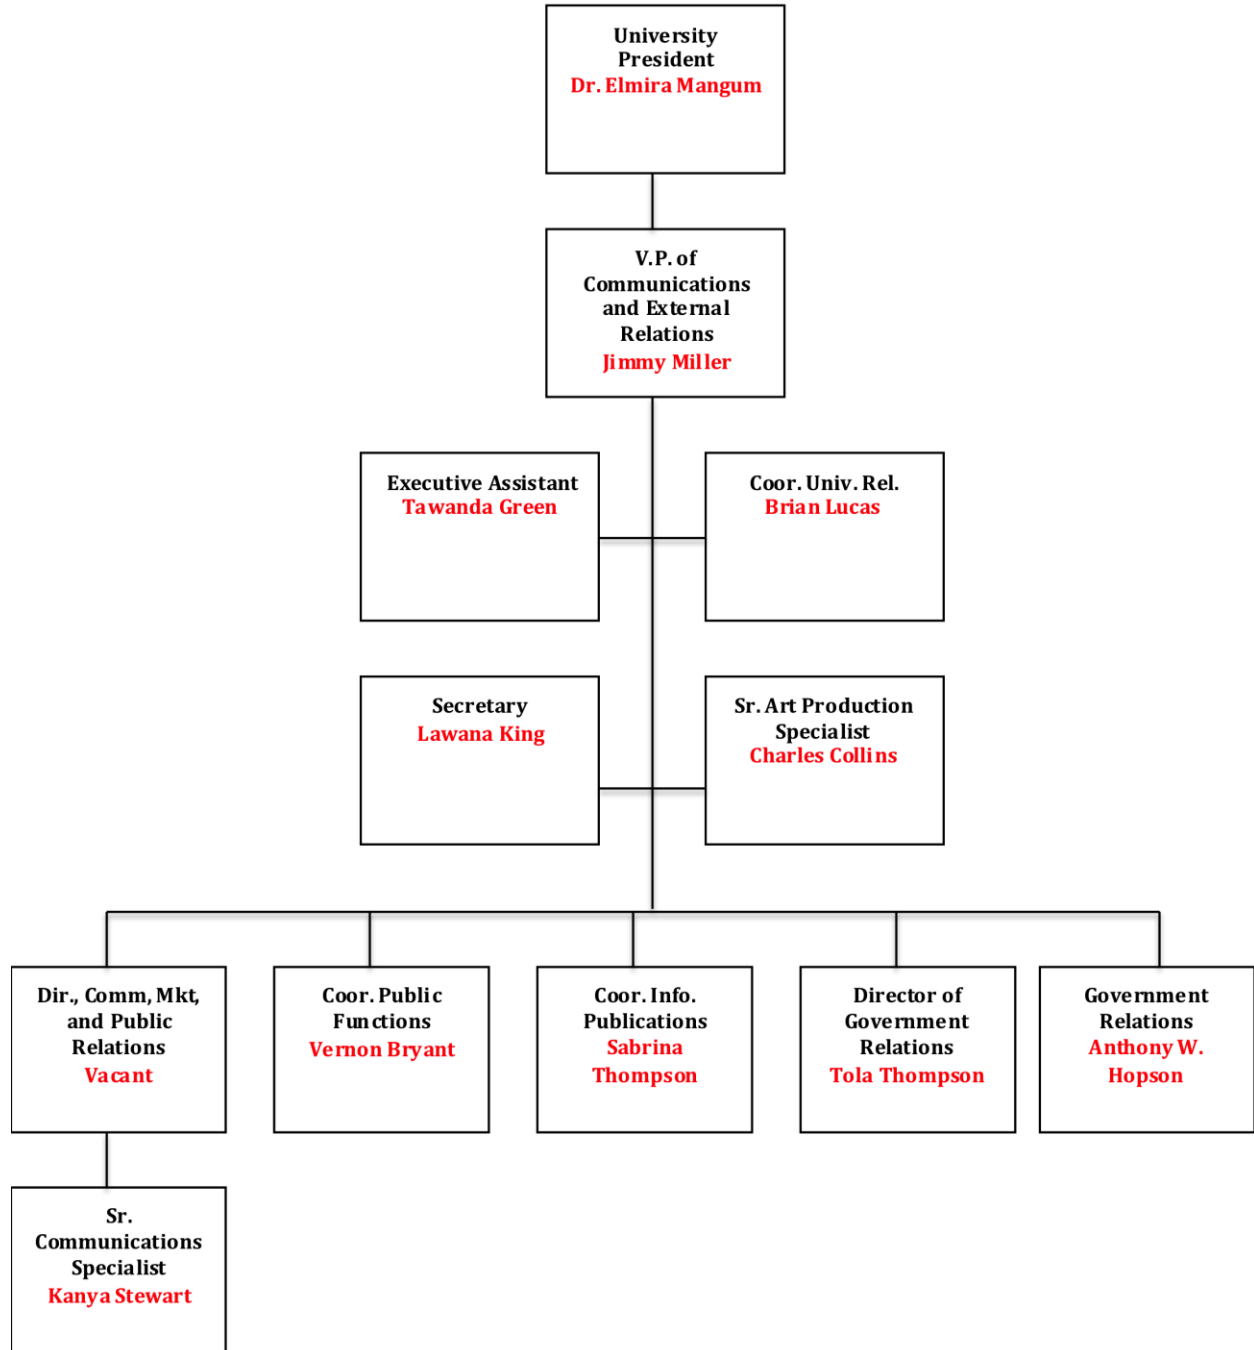 University
President
Dr. Elmira Mangum
V.P. of
Communications
and External
Relations
Jimmy Miller
Executive Assistant
Tawanda Green
Coor. Univ. Rel.
Brian Lucas
Secretary
Lawana King
Sr. Art Production
Specialist
Charles Collins
Dir., Comm, Mkt,
and Public
Relations
Vacant
Coor. Public
Functions
Vernon Bryant
Coor. Info.
Publications
Sabrina
Thompson
Director of
Government
Relations
Tola Thompson
Government
Relations
Anthony W.
Hopson
Sr.
Communications
Specialist
Kanya Stewart